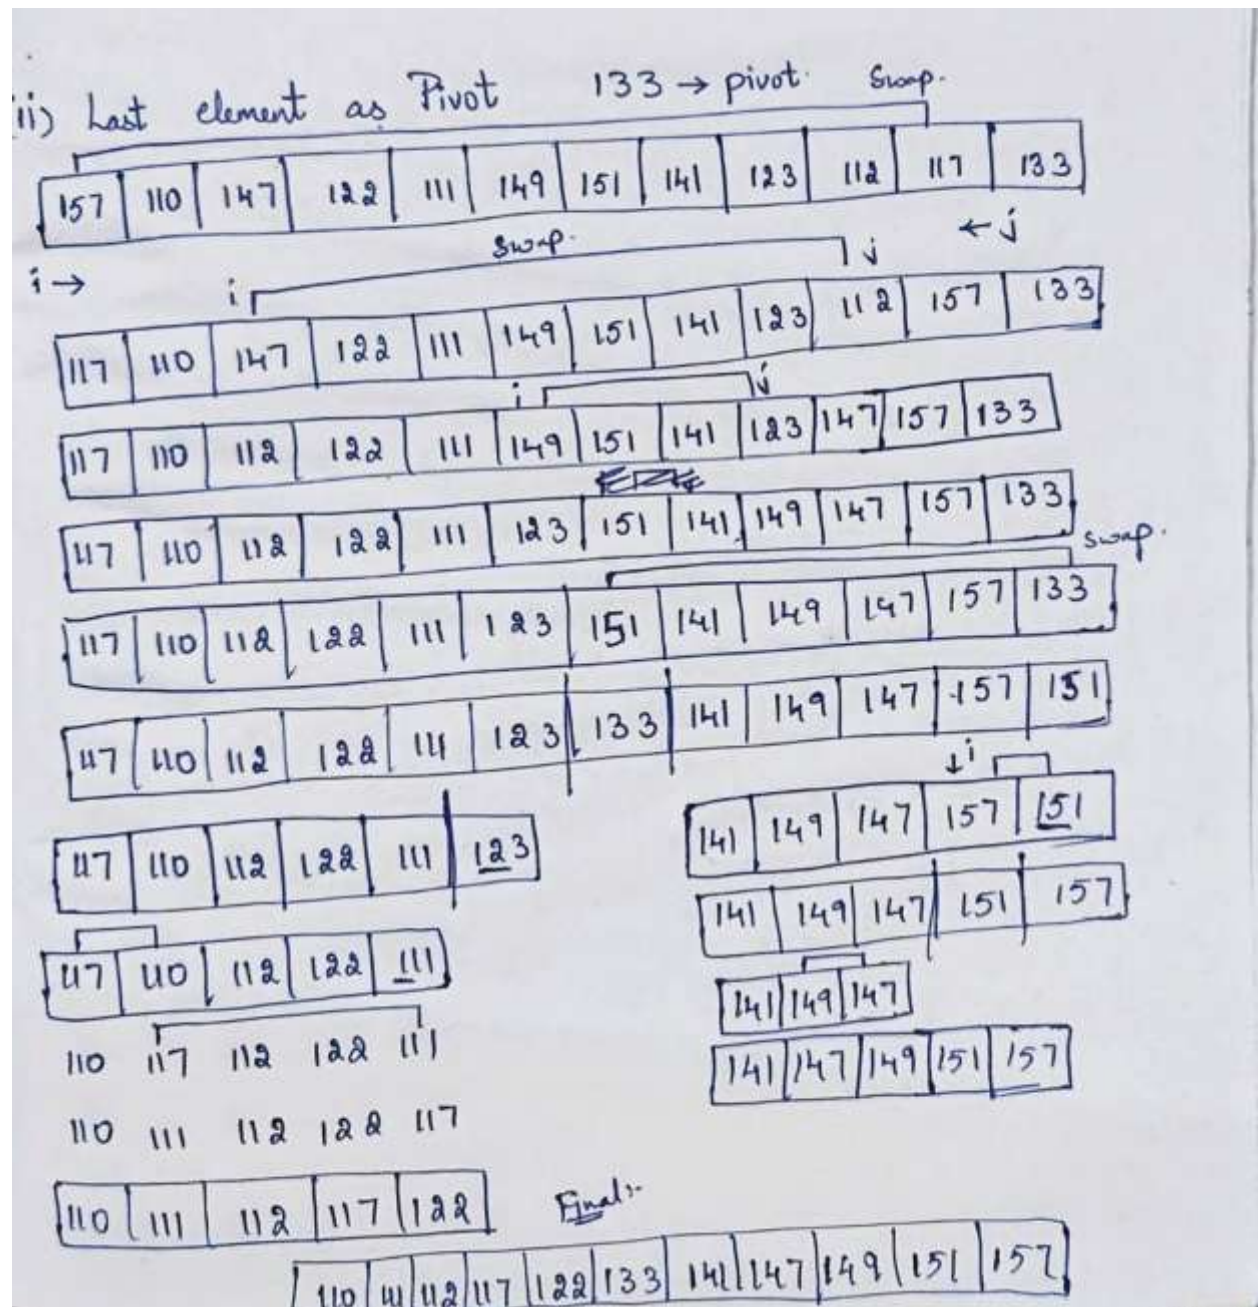 ii) Last element as Pivot 133 → pivot. Swap.
157 110 147 122 111 149 151 141 123 112 117 133
i → swap. ← j
i j
117 110 147 122 111 149 151 141 123 112 157 133
i j
117 110 112 122 111 149 151 141 123 147 157 133
117 110 112 122 111 123 151 141 149 147 157 133
swap.
117 110 112 122 111 123 151 141 149 147 157 133
117 110 112 122 111 123 133 141 149 147 157 151
↓i
117 110 112 122 111 123 141 149 147 157 151
141 149 147 151 157
117 110 112 122 111 141 149 147
110 117 112 122 111 141 147 149 151 157
110 111 112 122 117
110 111 112 117 122 Final:-
110 111 112 117 122 133 141 147 149 151 157